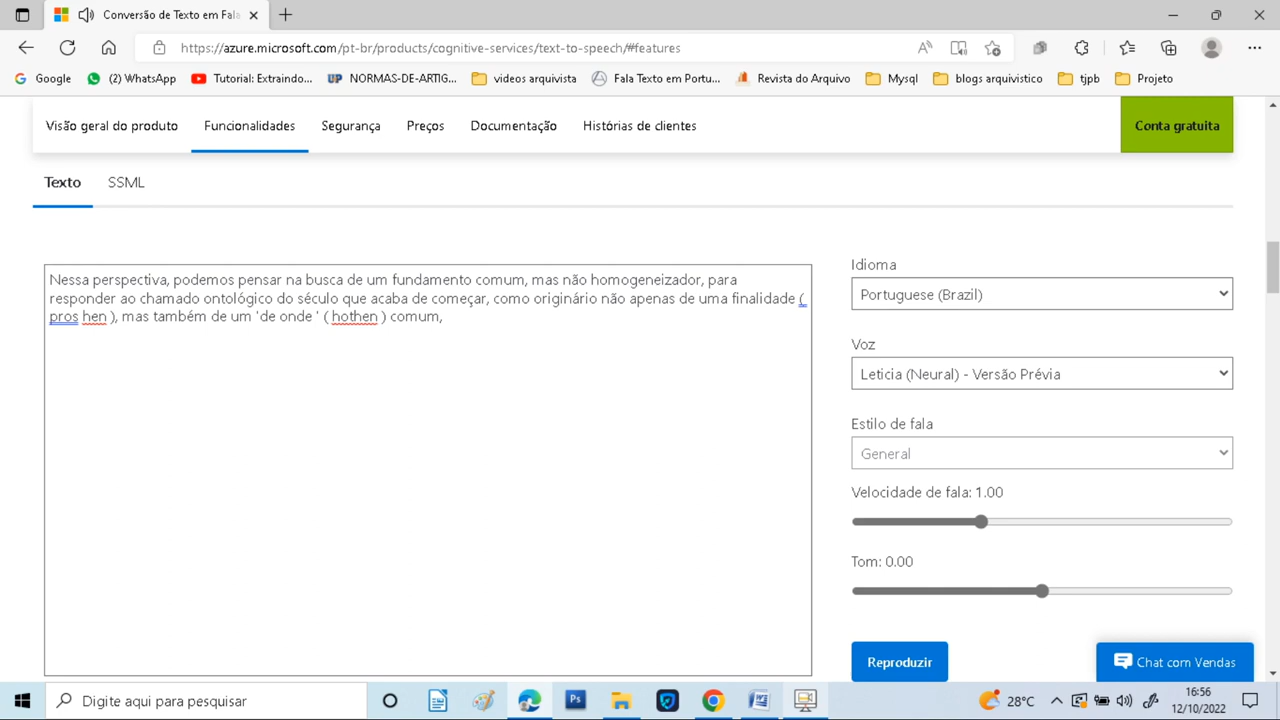 Conversão de Texto em Fala
https://azure.microsoft.com/pt-br/products/cognitive-services/text-to-speech/#features
Google
(2) WhatsApp
Tutorial: Extraindo...
NORMAS-DE-ARTIG...
videos arquivista
Fala Texto em Portu...
Revista do Arquivo
Mysql
blogs arquivistico
tjpb
Projeto
Visão geral do produto
Funcionalidades
Segurança
Preços
Documentação
Histórias de clientes
Conta gratuita
Texto
SSML
Nessa perspectiva, podemos pensar na busca de um fundamento comum, mas não homogeneizador, para
responder ao chamado ontológico do século que acaba de começar, como originário não apenas de uma finalidade (
pros hen ), mas também de um 'de onde ' ( hothen ) comum,
Idioma
Portuguese (Brazil)
Voz
Leticia (Neural) - Versão Prévia
Estilo de fala
General
Velocidade de fala: 1.00
Tom: 0.00
Reproduzir
Chat com Vendas
Digite aqui para pesquisar
28°C
16:56
12/10/2022